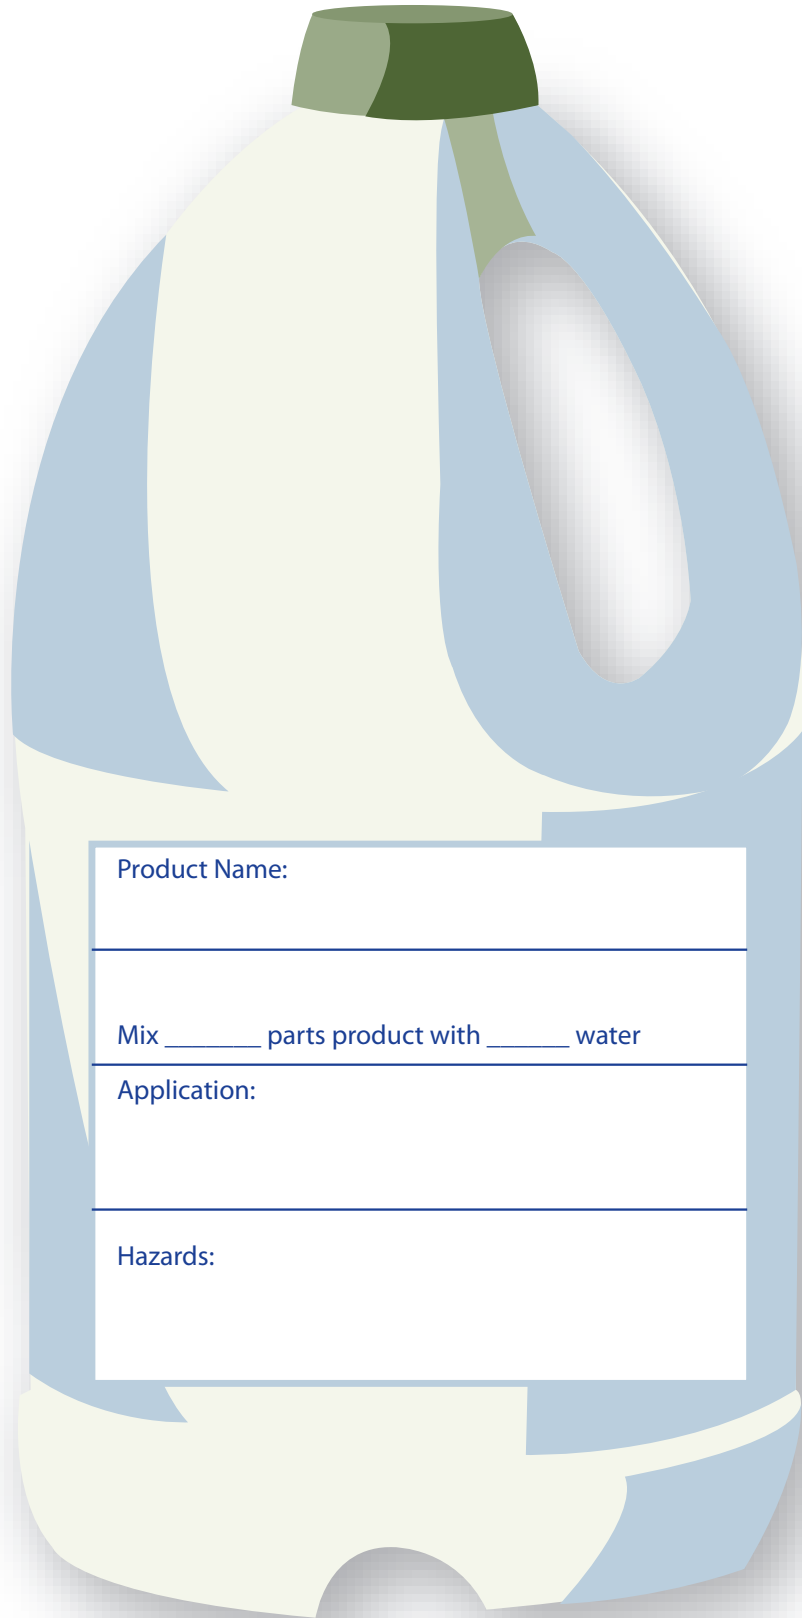 Product Name:
Mix _______ parts product with ______ water
Application:
Hazards: